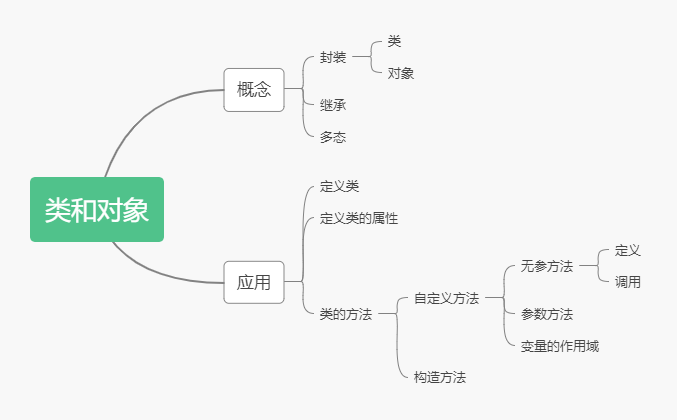 类和对象
概念
封装
类
对象
继承
多态
应用
定义类
定义类的属性
类的方法
自定义方法
无参方法
定义
调用
参数方法
变量的作用域
构造方法